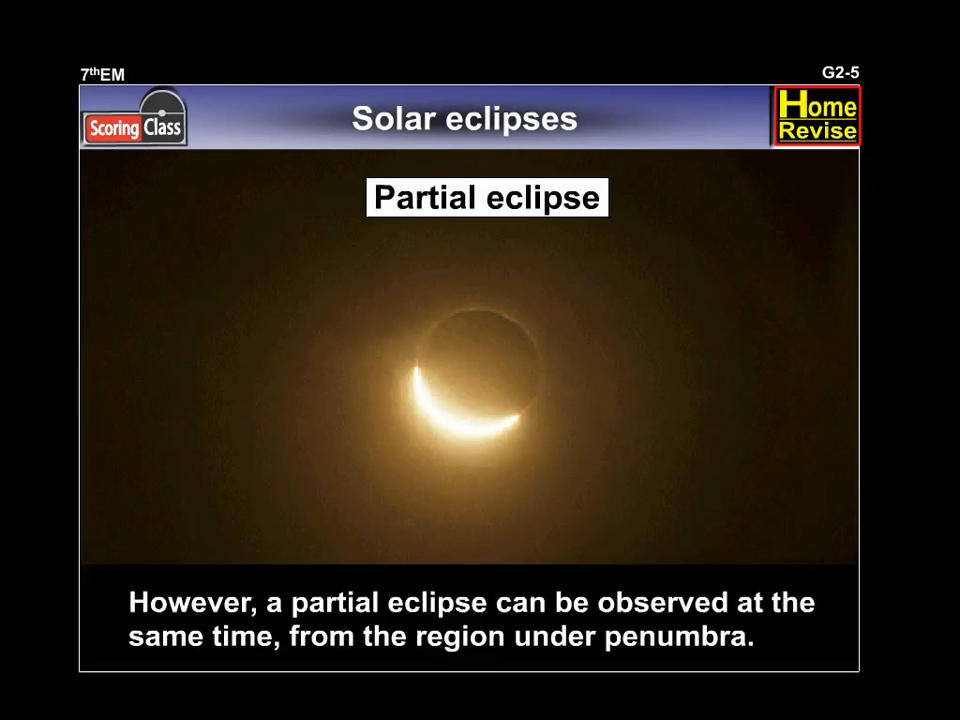 7thEM
G2-5
Scoring Class
Solar eclipses
Home
Revise
Partial eclipse
However, a partial eclipse can be observed at the
same time, from the region under penumbra.